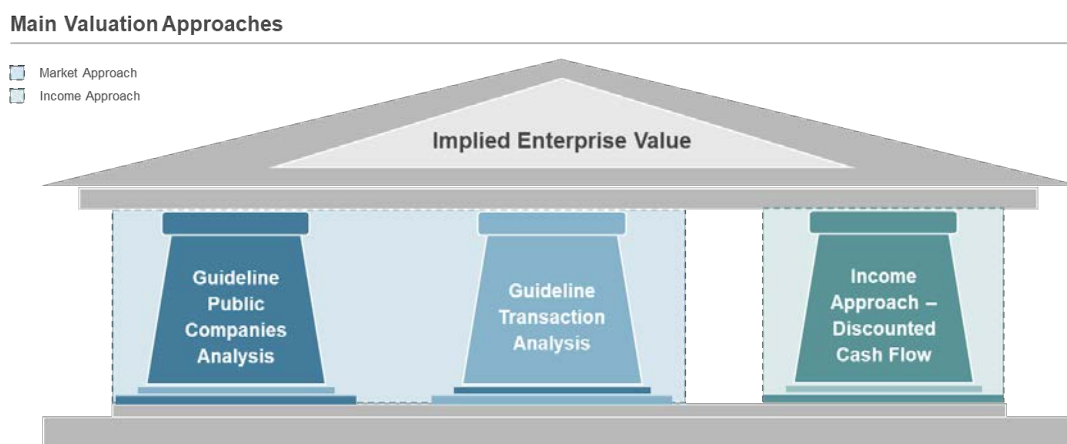 Main Valuation Approaches
Market Approach
Income Approach
Implied Enterprise Value
Guideline
Public
Companies
Analysis
Guideline
Transaction
Analysis
Income
Approach –
Discounted
Cash Flow